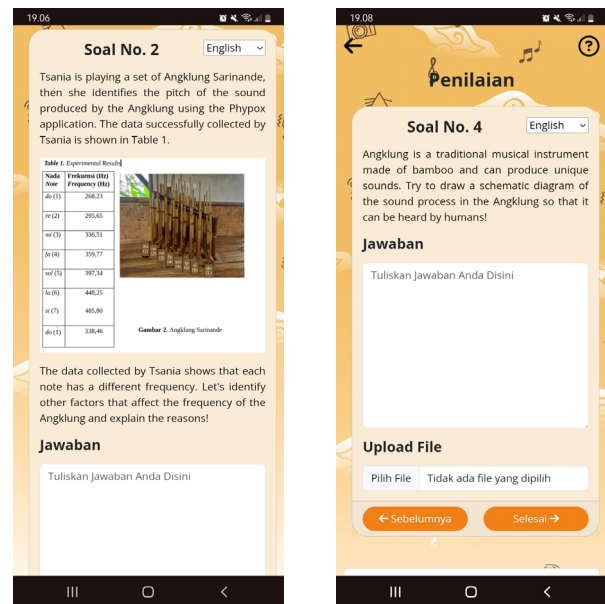 19.06
Soal No. 2
English
Tsania is playing a set of Angklung Sarinande,
then she identifies the pitch of the sound
produced by the Angklung using the Phypox
application. The data successfully collected by
Tsania is shown in Table 1.
Table 1. Experimental Results
Nada Frekuensi (Hz)
Note Frequency (Hz)
do (1) 268.23
re (2) 295,65
mi (3) 336,51
fa (4) 359,77
sol (5) 397,34
la (6) 448,25
si (7) 485,80
do (1) 538,46
Gambar 2. Angklung Sarinande
The data collected by Tsania shows that each
note has a different frequency. Let's identify
other factors that affect the frequency of the
Angklung and explain the reasons!
Jawaban
Tuliskan Jawaban Anda Disini
19.08
Penilaian
Soal No. 4
English
Angklung is a traditional musical instrument
made of bamboo and can produce unique
sounds. Try to draw a schematic diagram of
the sound process in the Angklung so that it
can be heard by humans!
Jawaban
Tuliskan Jawaban Anda Disini
Upload File
Pilih File Tidak ada file yang dipilih
← Sebelumnya
Selesai →